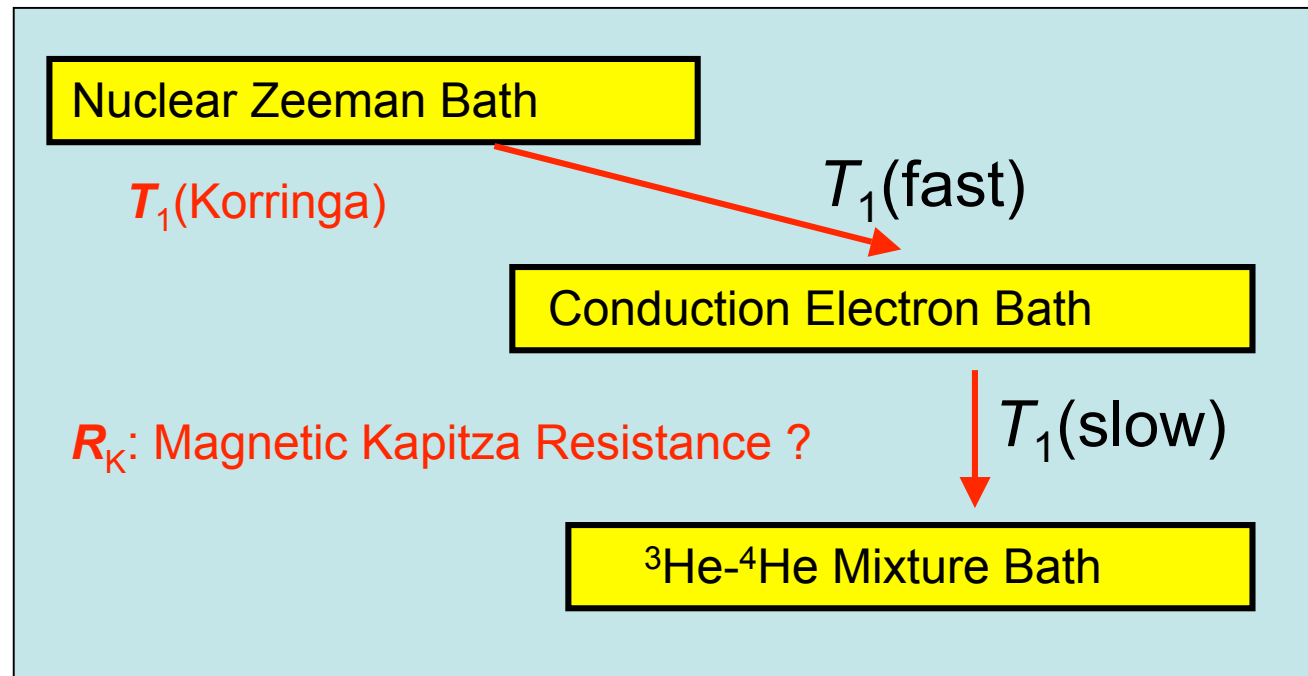 Nuclear Zeeman Bath
T₁(Korringa)
T₁(fast)
Conduction Electron Bath
R_K: Magnetic Kapitza Resistance ?
T₁(slow)
³He-⁴He Mixture Bath